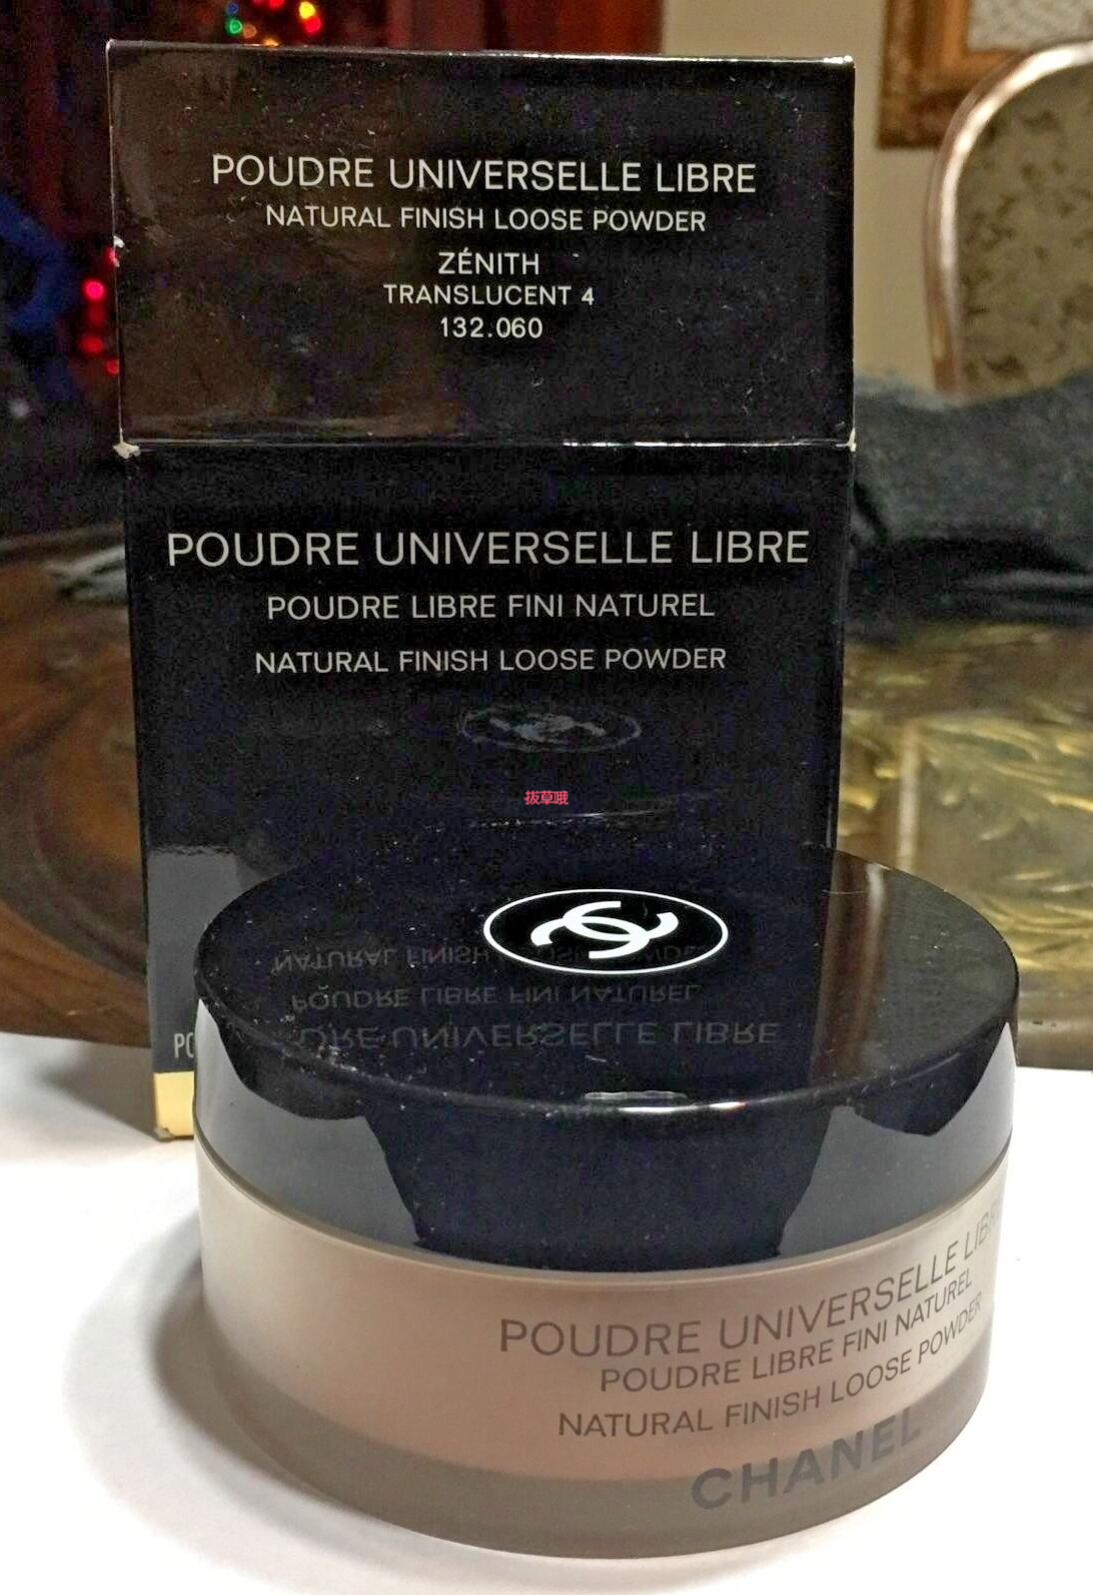 POUDRE UNIVERSELLE LIBRE
NATURAL FINISH LOOSE POWDER
ZÉNITH
TRANSLUCENT 4
132.060
POUDRE UNIVERSELLE LIBRE
POUDRE LIBRE FINI NATUREL
NATURAL FINISH LOOSE POWDER
拔草哦
POUDRE UNIVERSELLE LIBR
POUDRE LIBRE FINI NATUREL
NATURAL FINISH LOOSE POWDER
CHANEL